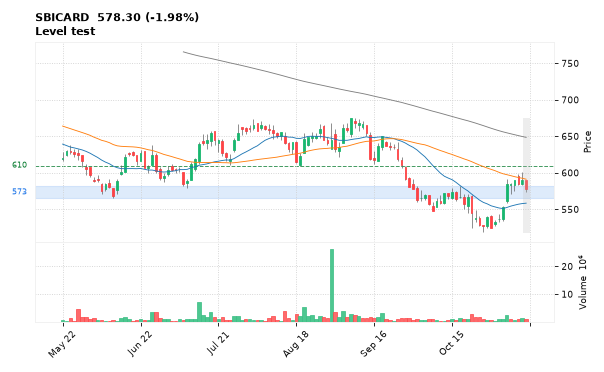 SBICARD 578.30 (-1.98%)
Level test
750
700
650
600
550
610
573
Price
20
10
Volume 10⁴
May 22
Jun 22
Jul 21
Aug 18
Sep 16
Oct 15